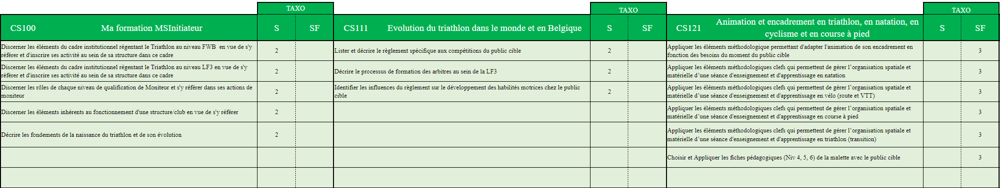 TAXO
CS100 Ma formation MSInitiateur S SF
Discerner les éléments du cadre institutionnel régentant le Triathlon au niveau FWB en vue de s'y
référer et d'inscrire ses activité au sein de sa structure dans ce cadre
2
Discerner les éléments du cadre institutionnel régentant le Triathlon au niveau LF3 en vue de s'y
référer et d'inscrire ses activité au sein de sa structure dans ce cadre
2
Discerner les rôles de chaque niveau de qualification de Moniteur et s'y référer dans ses actions de
moniteur
2
Discerner les éléments inhérents au fonctionnement d'une structure/club en vue de s'y référer
2
Décrire les fondements de la naissance du triathlon et de son évolution
2
TAXO
CS111 Evolution du triathlon dans le monde et en Belgique S SF
Lister et décrire le règlement spécifique aux compétitions du public cible
2
Décrire le processus de formation des arbitres au sein de la LF3
2
Identifier les influences du règlement sur le développement des habilités motrices chez le public
cible
2
TAXO
CS121 Animation et encadrement en triathlon, en natation, en
cyclisme et en course à pied
S SF
Appliquer les éléments méthodologique permettant d'adapter l'animation de son encadrement en
fonction des besoins du moment du public cible
3
Appliquer les éléments méthodologiques clefs qui permettent de gérer l’organisation spatiale et
matérielle d’une séance d'enseignement et d'apprentissage en natation
3
Appliquer les éléments méthodologiques clefs qui permettent de gérer l’organisation spatiale et
matérielle d’une séance d'enseignement et d'apprentissage en vélo (route et VTT)
3
Appliquer les éléments méthodologiques clefs qui permettent de gérer l’organisation spatiale et
matérielle d’une séance d'enseignement et d'apprentissage en course à pied
3
Appliquer les éléments méthodologiques clefs qui permettent de gérer l’organisation spatiale et
matérielle d’une séance d'enseignement et d'apprentissage en triathlon (transition)
3
Choisir et Appliquer les fiches pédagogiques (Niv 4, 5, 6) de la malette avec le public cible
3